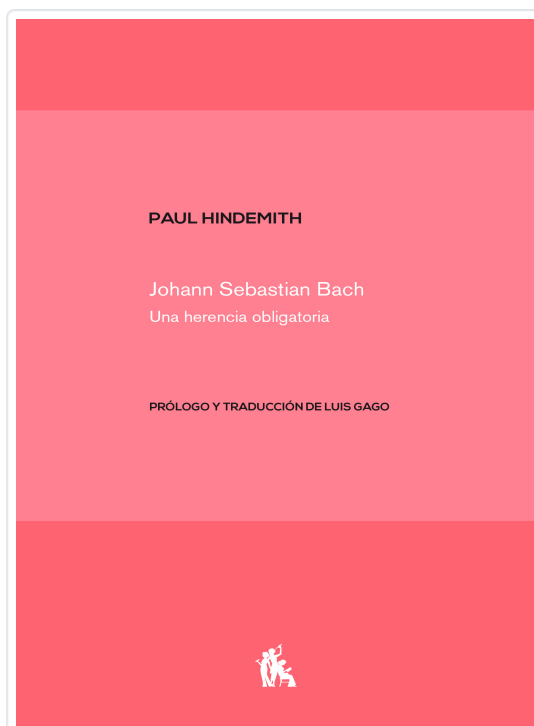 PAUL HINDEMITH
Johann Sebastian Bach
Una herencia obligatoria
PRÓLOGO Y TRADUCCIÓN DE LUIS GAGO